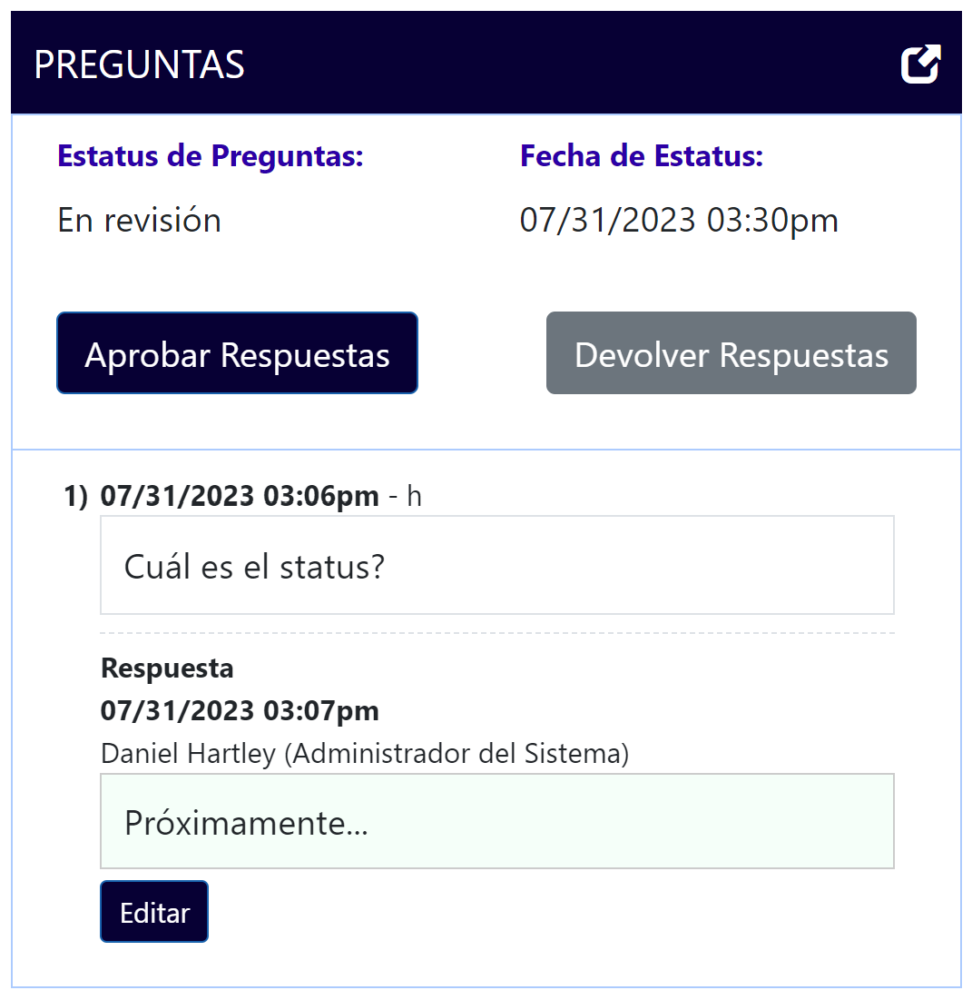 PREGUNTAS
Estatus de Preguntas:
Fecha de Estatus:
En revisión
07/31/2023 03:30pm
Aprobar Respuestas
Devolver Respuestas
1) 07/31/2023 03:06pm - h
Cuál es el status?
Respuesta
07/31/2023 03:07pm
Daniel Hartley (Administrador del Sistema)
Próximamente...
Editar